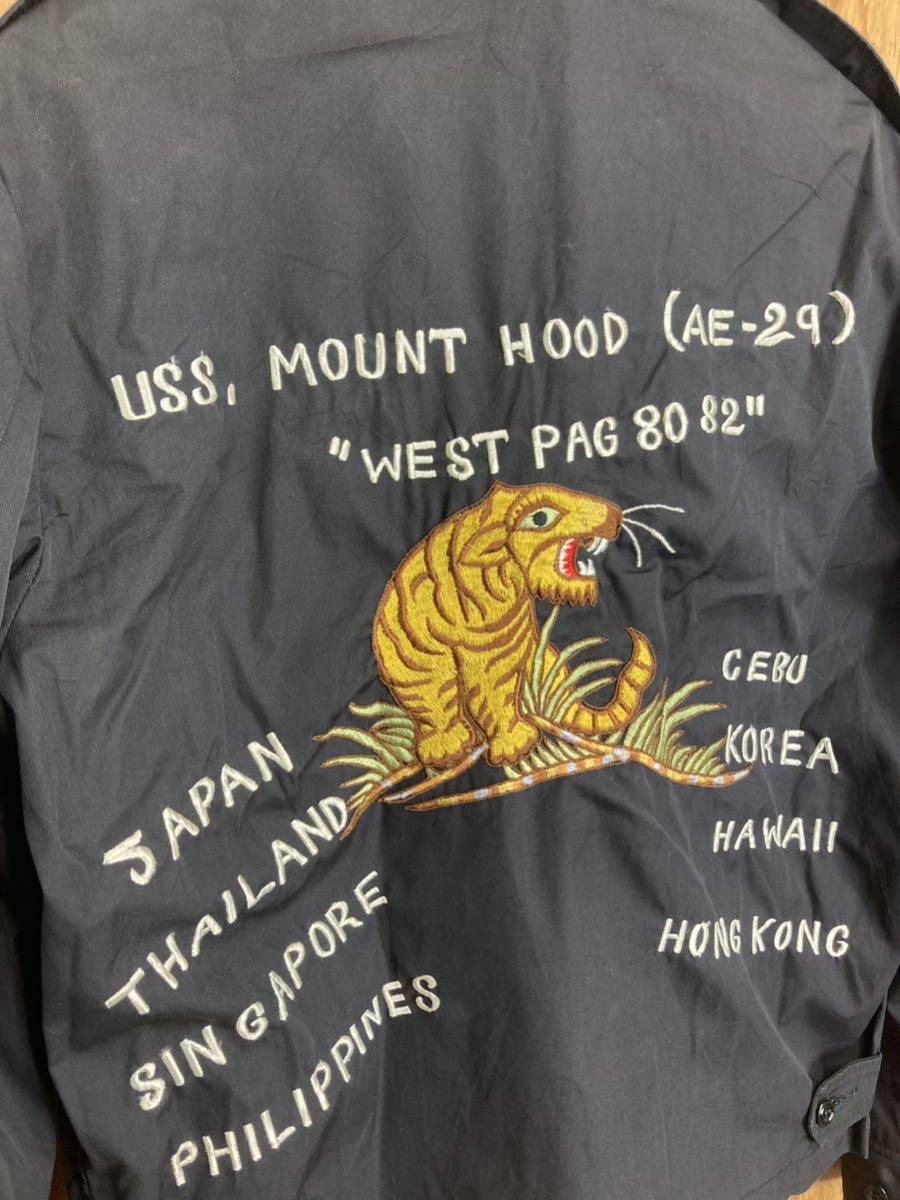 USS, MOUNT HOOD (AE-29)
"WEST PAG 80 82"
JAPAN
THAILAND
SINGAPORE
PHILIPPINES
CEBU
KOREA
HAWAII
HONG KONG